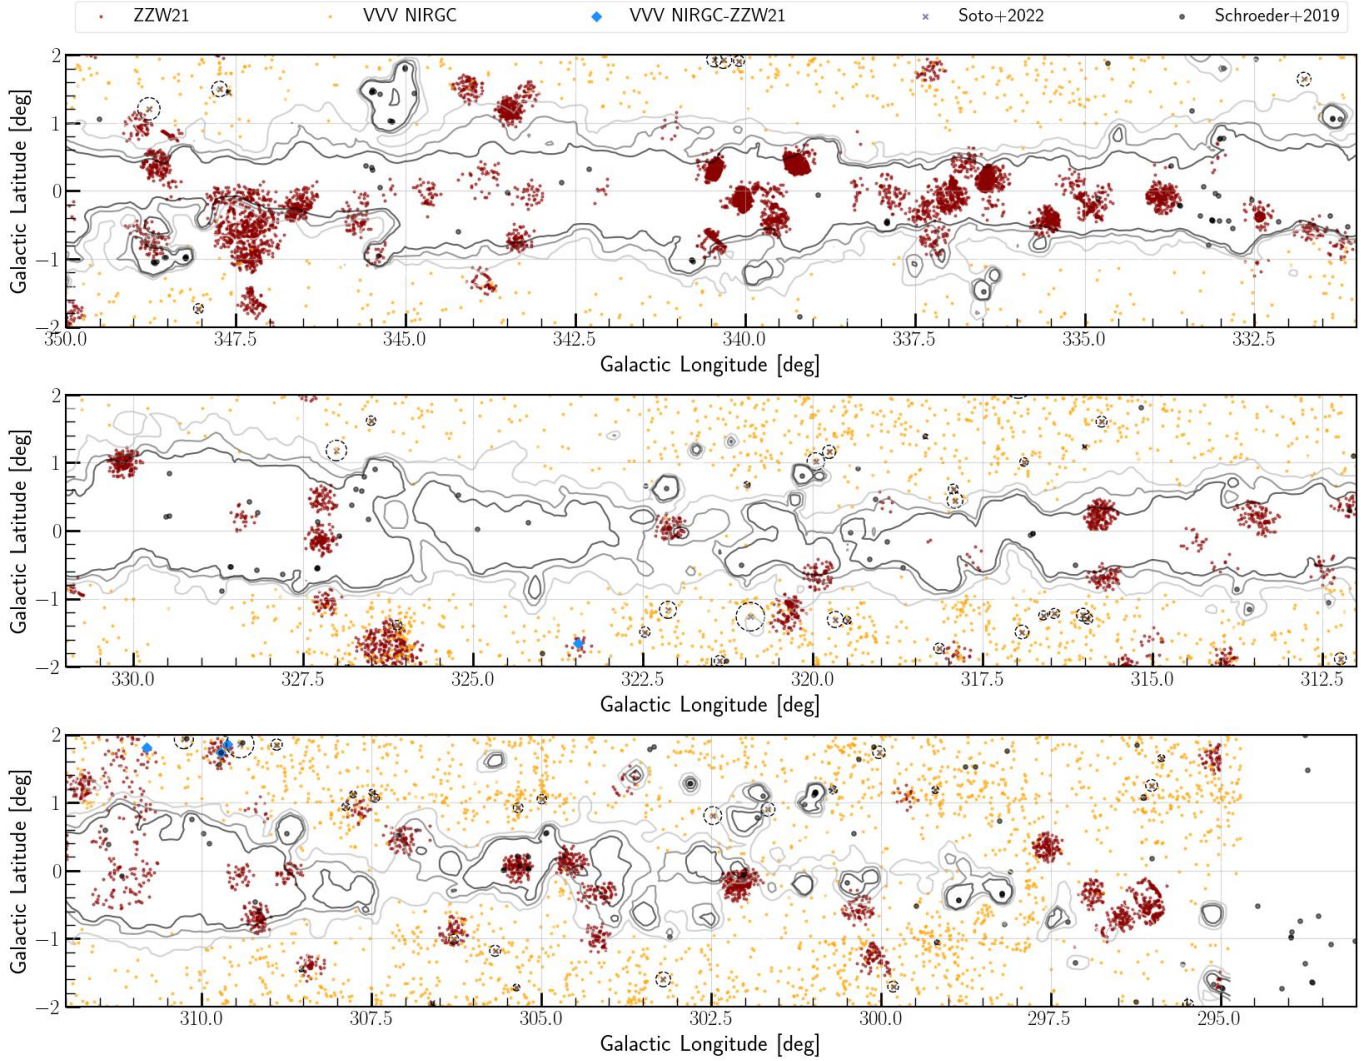 ZZW21 VVV NIRGC VVV NIRGC-ZZW21 Soto+2022 Schroeder+2019
Galactic Latitude [deg]
2
1
0
−1
−2
350.0 347.5 345.0 342.5 340.0 337.5 335.0 332.5
Galactic Longitude [deg]
Galactic Latitude [deg]
2
1
0
−1
−2
330.0 327.5 325.0 322.5 320.0 317.5 315.0 312.5
Galactic Longitude [deg]
Galactic Latitude [deg]
2
1
0
−1
−2
310.0 307.5 305.0 302.5 300.0 297.5 295.0
Galactic Longitude [deg]